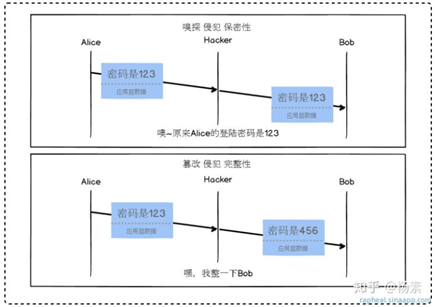 嗅探 侵犯 保密性
Alice Hacker Bob
密码是123
应用层数据
密码是123
应用层数据
噢~原来Alice的登陆密码是123
篡改 侵犯 完整性
Alice Hacker Bob
密码是123
应用层数据
密码是456
应用层数据
嘿，我整一下Bob
知乎 @杨焘
rapheal.sinaapp.com